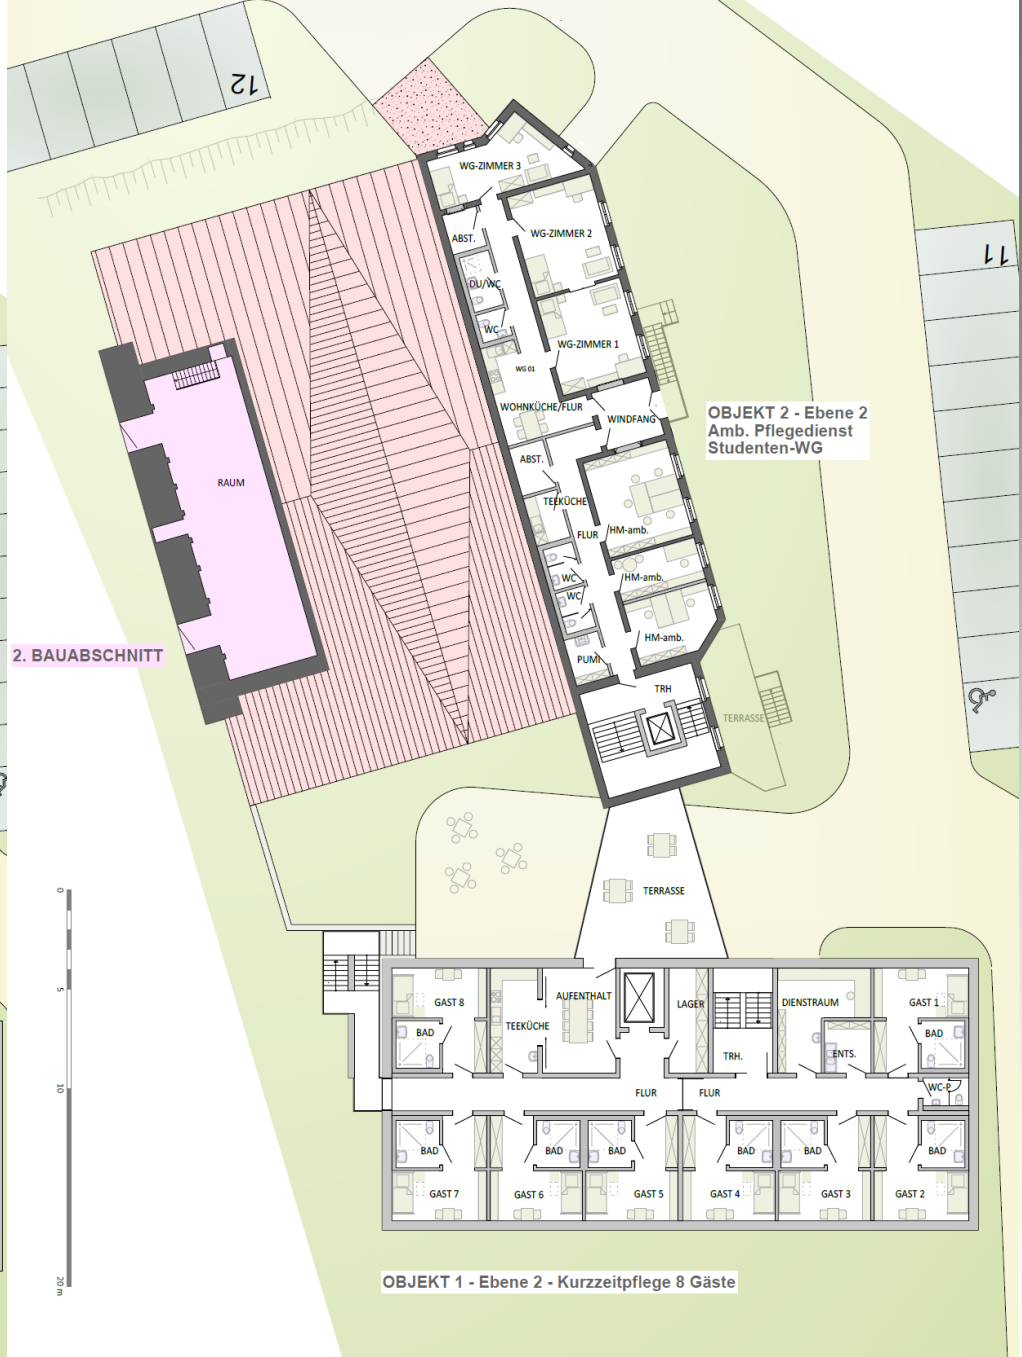 12
WG-ZIMMER 3
ABST.
WG-ZIMMER 2
11
DU/WC
WC
WG-ZIMMER 1
WG 01
WOHNKÜCHE/FLUR
WINDFANG
OBJEKT 2 - Ebene 2
Amb. Pflegedienst
Studenten-WG
ABST.
RAUM
TEEKÜCHE
HM-amb.
FLUR
WC
HM-amb.
WC
HM-amb.
2. BAUABSCHNITT
PUMI
TRH
TERRASSE
TERRASSE
0
5
10
20 m
GAST 8
AUFENTHALT
LAGER
DIENSTRAUM
GAST 1
BAD
TEEKÜCHE
BAD
TRH.
ENTS.
WC-P
FLUR
FLUR
BAD
BAD
BAD
BAD
BAD
BAD
GAST 7
GAST 6
GAST 5
GAST 4
GAST 3
GAST 2
OBJEKT 1 - Ebene 2 - Kurzzeitpflege 8 Gäste